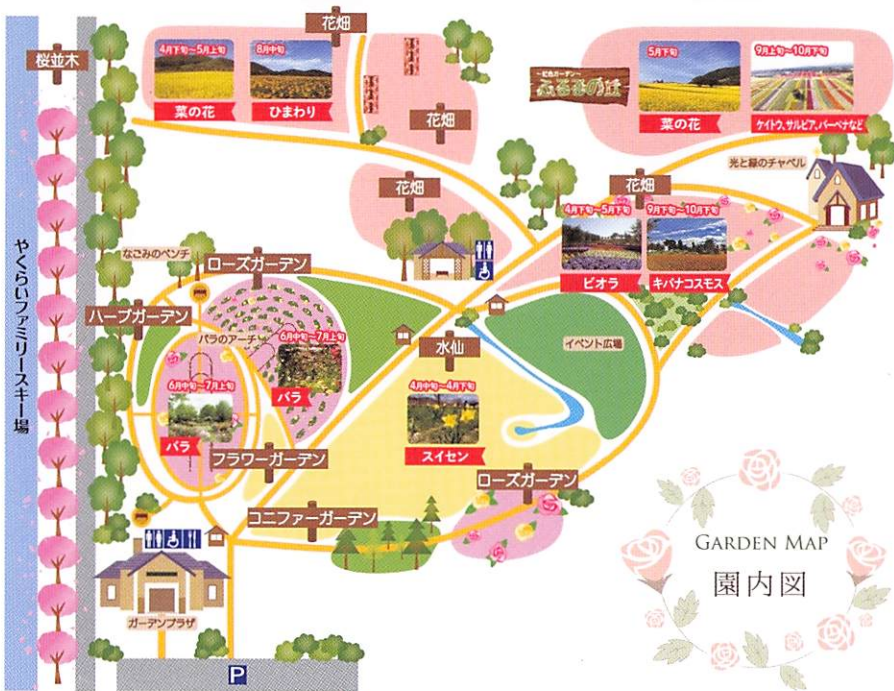 桜並木
4月下旬~5月上旬
菜の花
8月中旬
ひまわり
花畑
花畑
花畑
~虹色ガーデン~
ふるるの丘
5月下旬
菜の花
9月上旬~10月下旬
ケイトウ、サルビア、バーベナなど
光と緑のチャペル
花畑
4月下旬~5月下旬
ビオラ
9月下旬~10月下旬
キバナコスモス
やくらいファミリースキー場
なごみのベンチ
ローズガーデン
ハーブガーデン
バラのアーチ
6月中旬~7月上旬
バラ
6月中旬~7月上旬
バラ
水仙
4月中旬~4月下旬
スイセン
イベント広場
フラワーガーデン
コニファーガーデン
ローズガーデン
ガーデンプラザ
P
GARDEN MAP
園内図